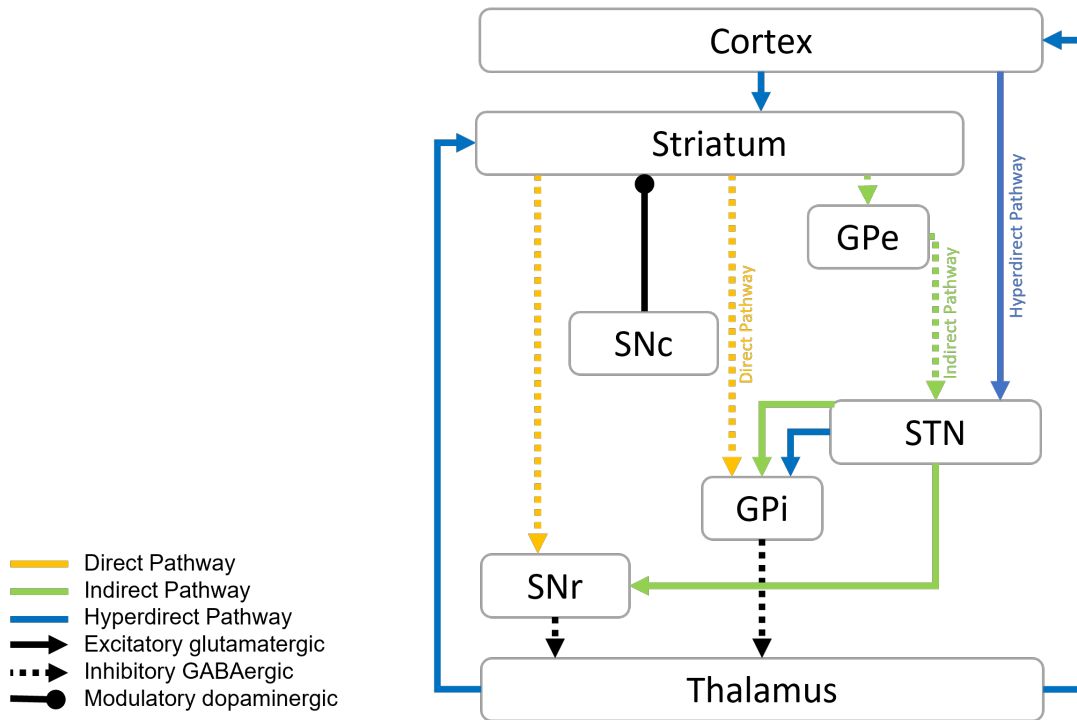 Cortex
Striatum
GPe
Hyperdirect Pathway
Indirect Pathway
Direct Pathway
SNc
STN
GPi
SNr
Thalamus
Direct Pathway
Indirect Pathway
Hyperdirect Pathway
Excitatory glutamatergic
Inhibitory GABAergic
Modulatory dopaminergic